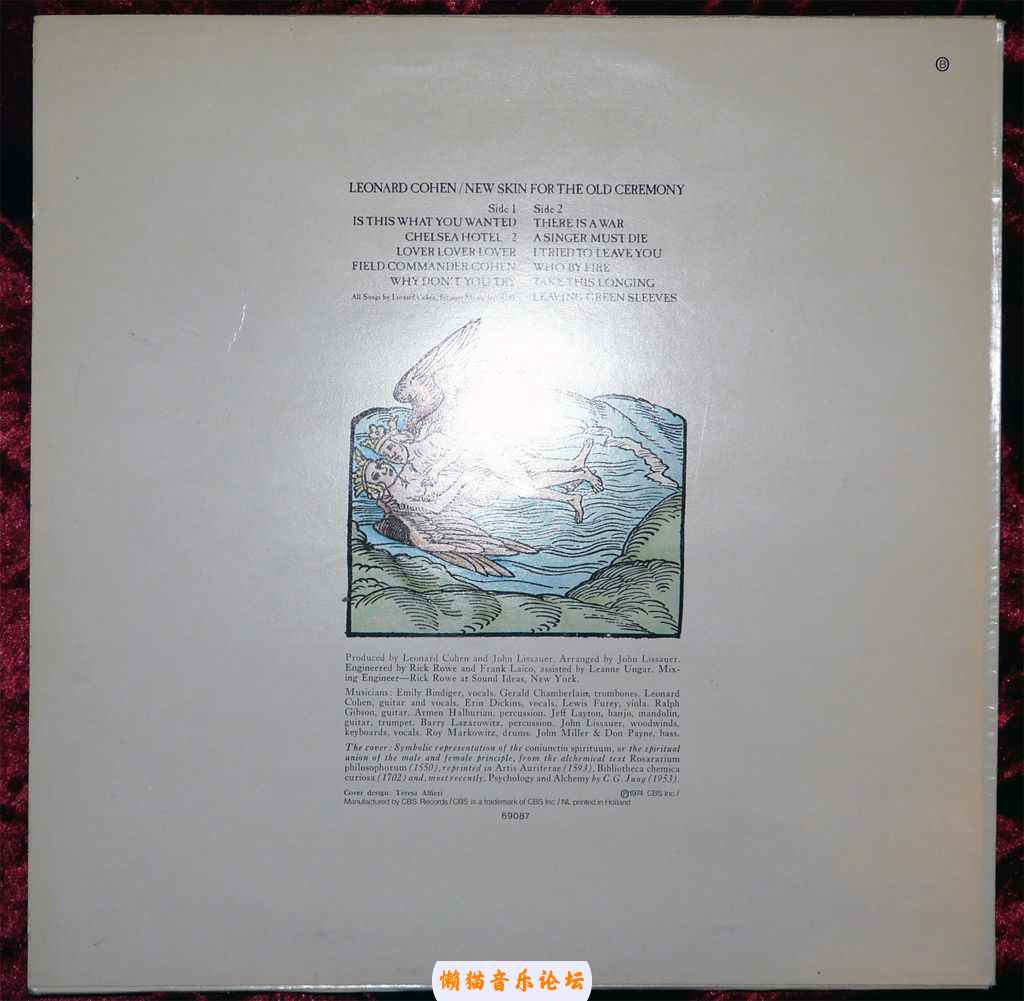 B
LEONARD COHEN/NEW SKIN FOR THE OLD CEREMONY
Side 1
IS THIS WHAT YOU WANTED
CHELSEA HOTEL #2
LOVER LOVER LOVER
FIELD COMMANDER COHEN
WHY DON'T YOU TRY
All Songs by Leonard Cohen,
Side 2
THERE IS A WAR
A SINGER MUST DIE
I TRIED TO LEAVE YOU
WHO BY FIRE
TAKE THIS LONGING
LEAVING GREEN SLEEVES
Produced by Leonard Cohen and John Lissauer. Arranged by John Lissauer.
Engineered by Rick Rowe and Frank Laico, assisted by Leanne Ungar. Mix-
ing Engineer—Rick Rowe at Sound Ideas, New York.
Musicians: Emily Bindiger, vocals. Gerald Chamberlain, trombones. Leonard
Cohen, guitar and vocals. Erin Dickins, vocals. Lewis Furey, viola. Ralph
Gibson, guitar. Armen Halburian, percussion. Jeff Layton, banjo, mandolin,
guitar, trumpet. Barry Lazarowitz, percussion. John Lissauer, woodwinds,
keyboards, vocals. Roy Markowitz, drums. John Miller & Don Payne, bass.
The cover: Symbolic representation of the coniunctio spirituum, or the spiritual
union of the male and female principle, from the alchemical text Rosararium
philosophorum (1550), reprinted in Artis Auriferae (1593), Bibliotheca chemica
curiosa (1702) and, most recently, Psychology and Alchemy by C. G. Jung (1953).
Cover design: Teresa Alfieri
℗1974 CBS Inc./
Manufactured by CBS Records/CBS is a trademark of CBS Inc./NL printed in Holland
69087
懒猫音乐论坛